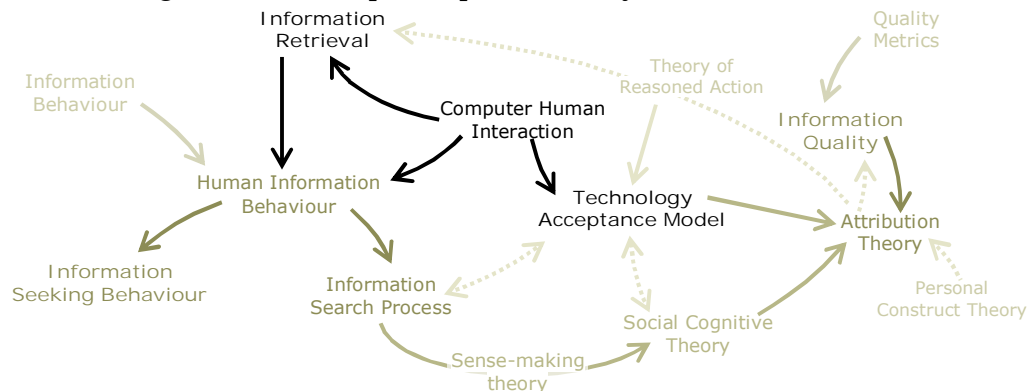 Information
Retrieval
Quality
Metrics
Information
Behaviour
Theory of
Reasoned Action
Computer Human
Interaction
Information
Quality
Human Information
Behaviour
Technology
Acceptance Model
Attribution
Theory
Information
Seeking Behaviour
Information
Search Process
Personal
Construct Theory
Social Cognitive
Theory
Sense-making
theory